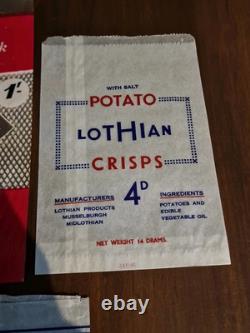 1'
WITH SALT
POTATO
LOTHIAN
CRISPS
4D
MANUFACTURERS
LOTHIAN PRODUCTS
MUSSELBURGH
MIDLOTHIAN
INGREDIENTS
POTATOES AND
EDIBLE
VEGETABLE OIL
NET WEIGHT 14 DRAMS.